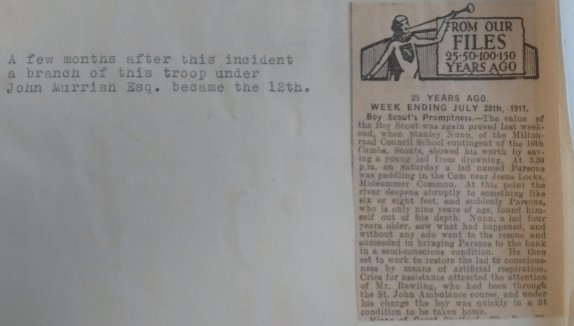 A few months after this incident
a branch of this troop under
John Murrish Esq. became the 12th.
FROM OUR
FILES
25·50·100·150
YEARS AGO
25 YEARS AGO.
WEEK ENDING JULY 28th, 1911.
Boy Scout's Promptness.—The value of
the Boy Scout was again proved last week-
end, when Stanley Nunn, of the Milton-
road Council School contingent of the 10th
Cambs. Scouts, showed his worth by sav-
ing a young lad from drowning. At 5.30
p.m. on Saturday a lad named Parsons
was paddling in the Cam near Jesus Locks,
Midsummer Common. At this point the
river deepens abruptly to something like
six or eight feet, and suddenly Parsons,
who is only nine years of age, found him-
self out of his depth. Nunn, a lad four
years older, saw what had happened, and
without any ado went to the rescue and
succeeded in bringing Parsons to the bank
in a semi-conscious condition. He then
set to work to restore the lad to conscious-
ness by means of artificial respiration.
Cries for assistance attracted the attention
of Mr. Rawling, who had been through
the St. John Ambulance course, and under
his charge the boy was quickly in a fit
condition to be taken home.